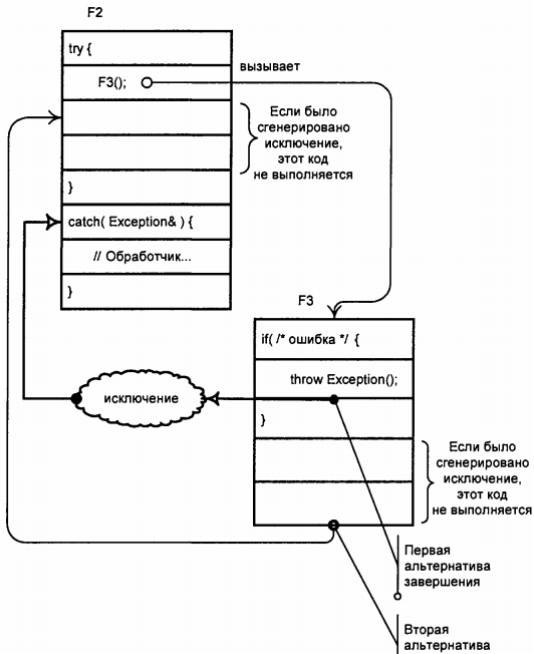 F2
try {
F3();
вызывает
Если было
сгенерировано
исключение,
этот код
не выполняется
}
catch( Exception& ) {
// Обработчик...
}
F3
if( /* ошибка */ {
throw Exception();
}
исключение
Если было
сгенерировано
исключение,
этот код
не выполняется
Первая
альтернатива
завершения
Вторая
альтернатива